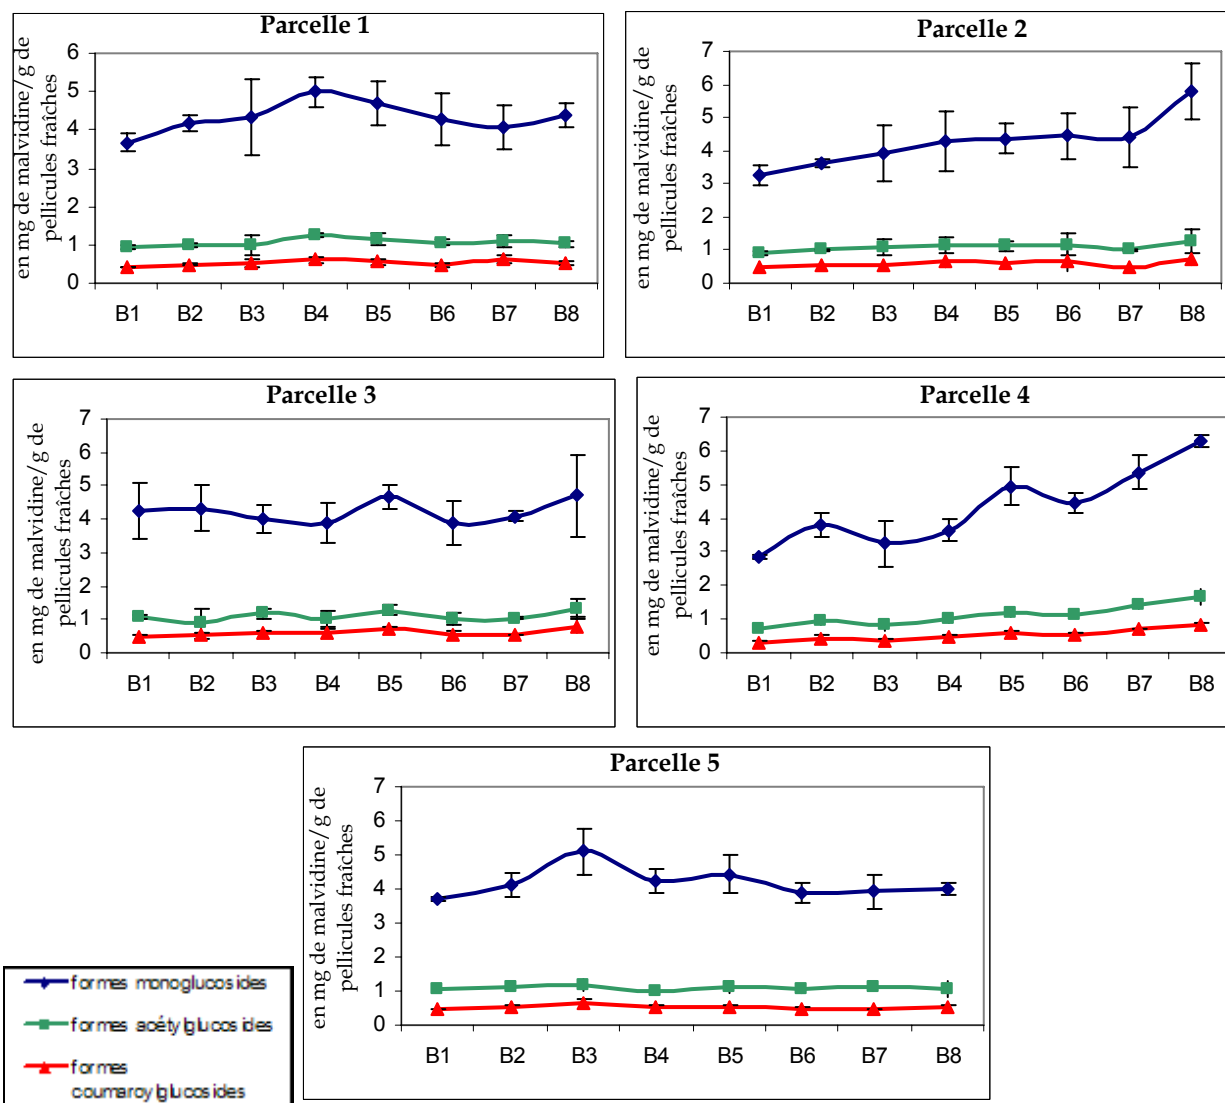 Parcelle 1
en mg de malvidine/g de
pellicules fraîches
6
5
4
3
2
1
0
B1 B2 B3 B4 B5 B6 B7 B8
Parcelle 2
en mg de malvidine/g de
pellicules fraîches
7
6
5
4
3
2
1
0
B1 B2 B3 B4 B5 B6 B7 B8
Parcelle 3
en mg de malvidine/g de
pellicules fraîches
7
6
5
4
3
2
1
0
B1 B2 B3 B4 B5 B6 B7 B8
Parcelle 4
en mg de malvidine/g de
pellicules fraîches
7
6
5
4
3
2
1
0
B1 B2 B3 B4 B5 B6 B7 B8
Parcelle 5
en mg de malvidine/g de
pellicules fraîches
7
6
5
4
3
2
1
0
B1 B2 B3 B4 B5 B6 B7 B8
formes monoglucosides
formes acétylglucosides
formes
coumaroylglucosides